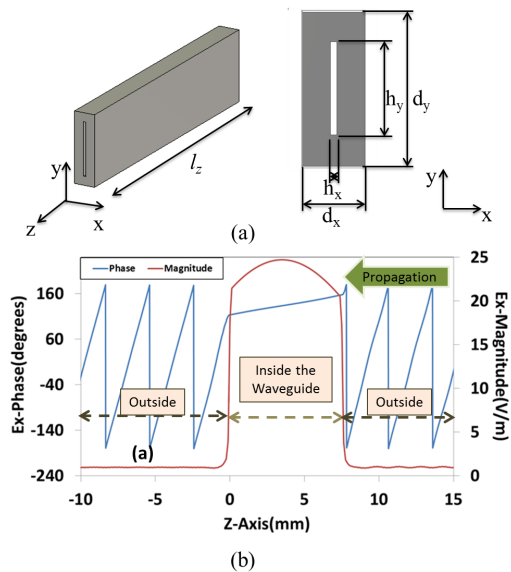 y
z
x
l_z
h_y
d_y
h_x
d_x
y
x
(a)
Phase
Magnitude
Propagation
Ex-Phase(degrees)
160
60
-40
-140
-240
Outside
Inside the
Waveguide
Outside
(a)
25
20
15
10
5
0
Ex-Magnitude(V/m)
-10
-5
0
5
10
15
Z-Axis(mm)
(b)